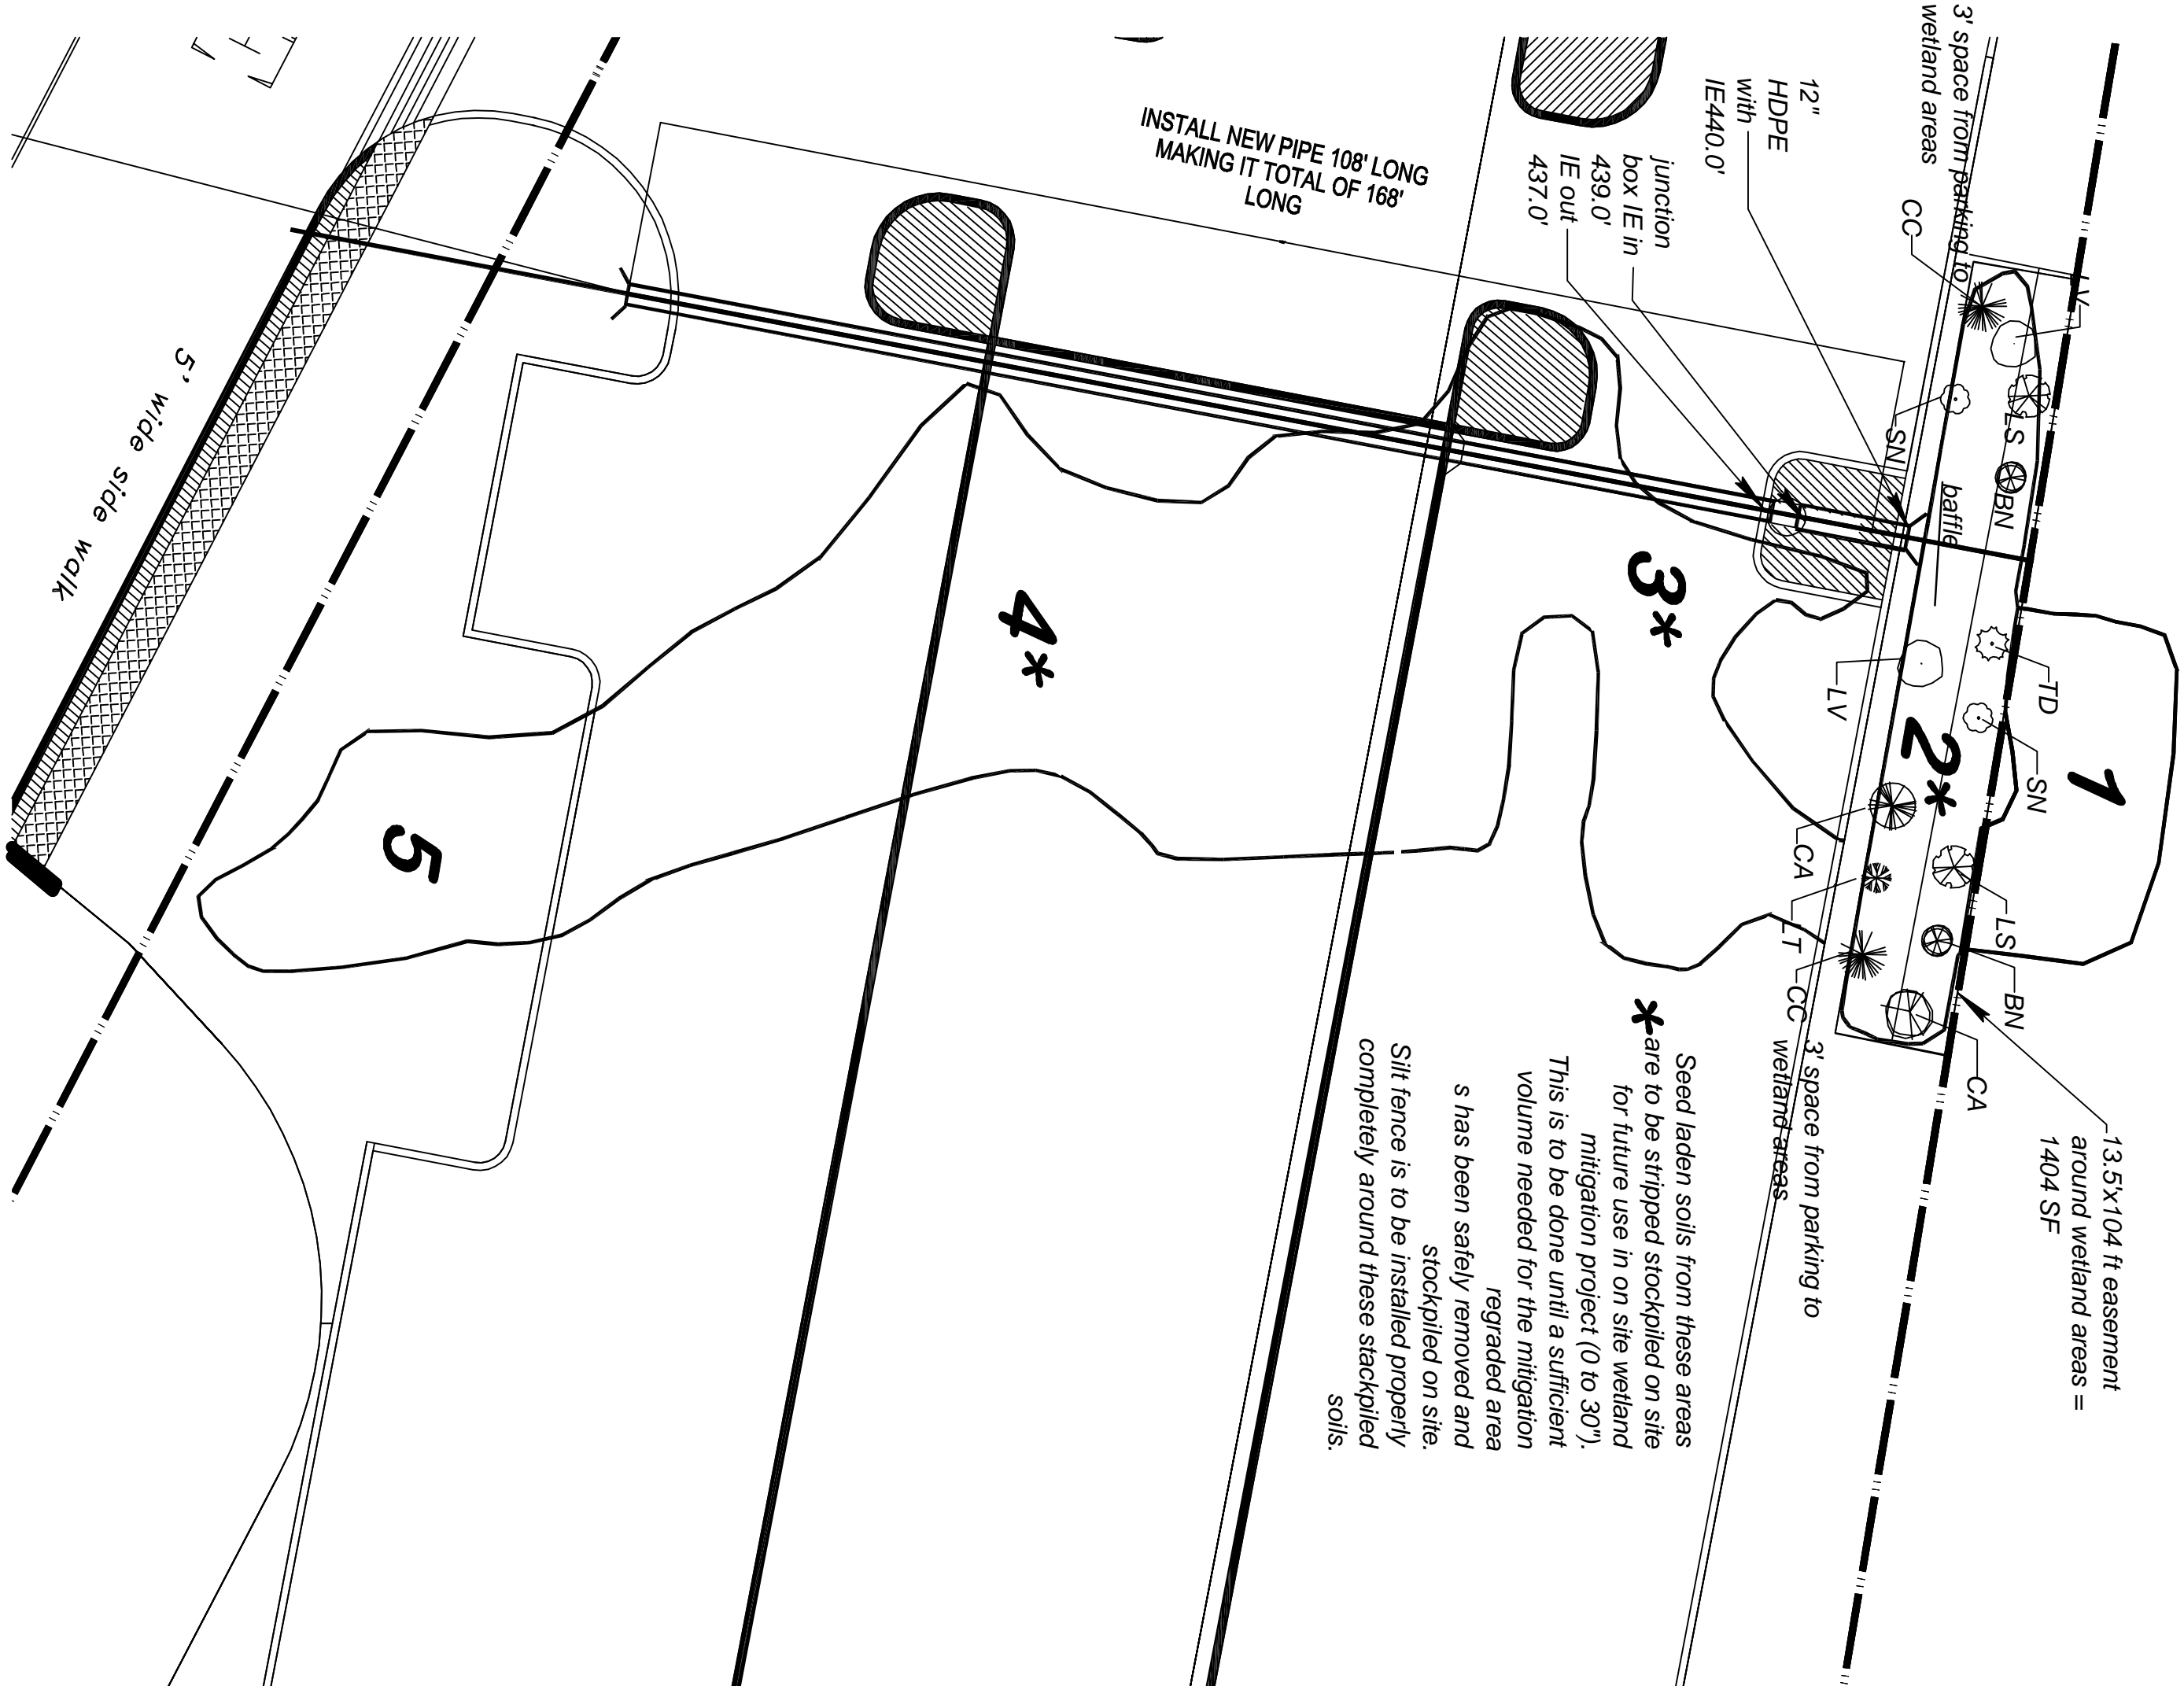 3' space from parking to
wetland areas
CC
LV
12"
HDPE
with
IE440.0'
junction
box IE in
439.0'
IE out
437.0'
INSTALL NEW PIPE 108' LONG
MAKING IT TOTAL OF 168'
LONG
SN
LS
BN
baffle
5' wide side walk
1
2*
3*
4*
5
TD
SN
LV
CA
LT
CC
LS
BN
CA
3' space from parking to
wetland areas
13.5'x104 ft easement
around wetland areas =
1404 SF
Seed laden soils from these areas
*are to be stripped stockpiled on site
for future use in on site wetland
mitigation project (0 to 30").
This is to be done until a sufficient
volume needed for the mitigation
regraded area
s has been safely removed and
stockpiled on site.
Silt fence is to be installed properly
completely around these stackpiled
soils.